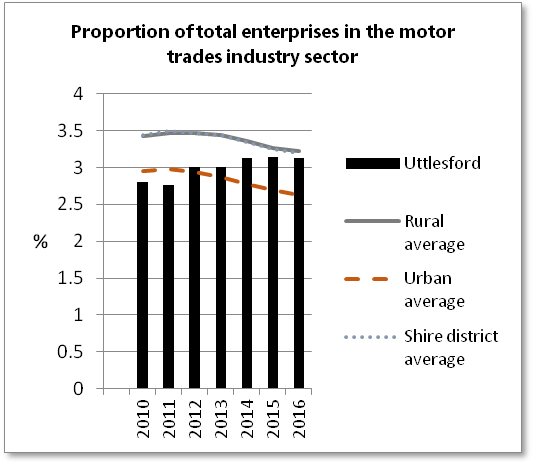 Proportion of total enterprises in the motor
trades industry sector
4
3.5
3
2.5
2
1.5
1
0.5
0
%
2010
2011
2012
2013
2014
2015
2016
Uttlesford
Rural
average
Urban
average
Shire district
average